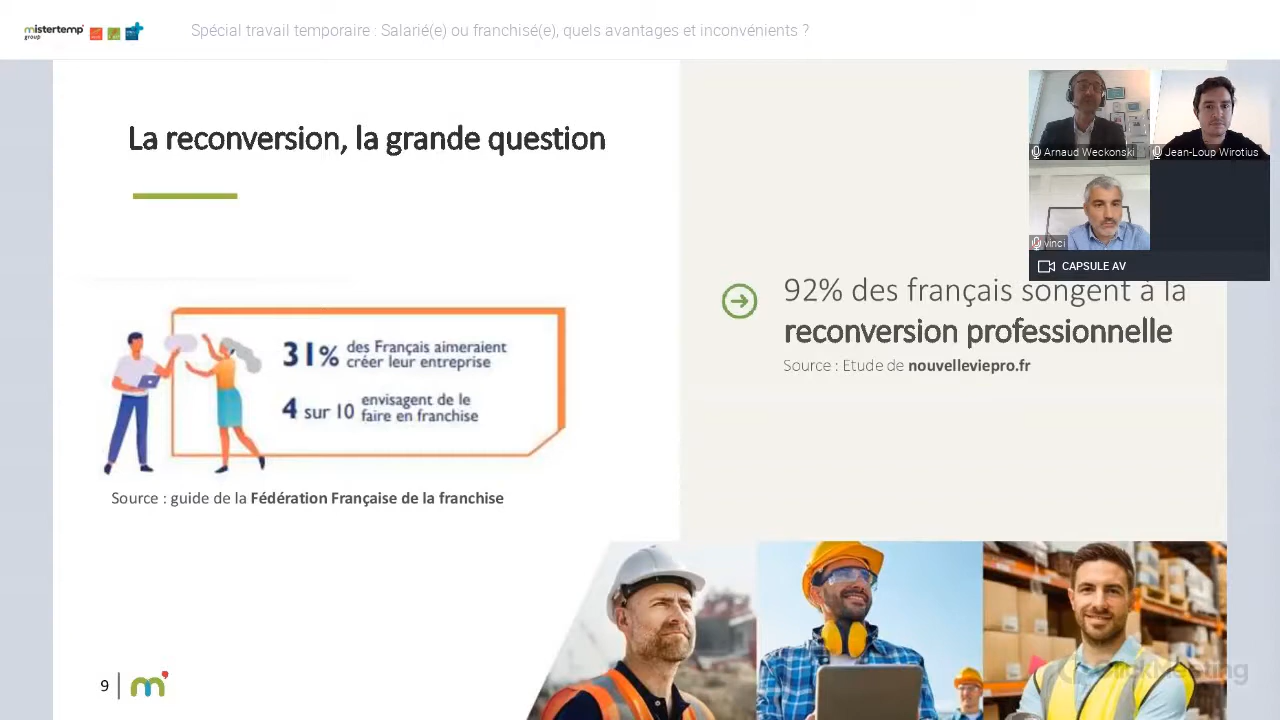 mistertemp'
group
Spécial travail temporaire : Salarié(e) ou franchisé(e), quels avantages et inconvénients ?
La reconversion, la grande question
Arnaud Weckonski
Jean-Loup Wirotius
vinci
CAPSULE AV
31% des Français aimeraient
créer leur entreprise
4 sur 10 envisagent de le
faire en franchise
Source : guide de la Fédération Française de la franchise
92% des français songent à la
reconversion professionnelle
Source : Etude de nouvelleviepro.fr
9
m'
ClickMeeting